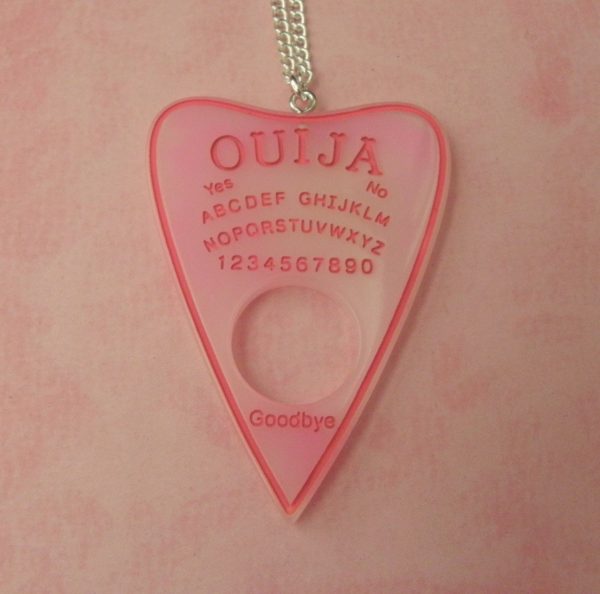 OUIJA
Yes No
ABCDEF GHIJKLM
NOPQRSTUVWXYZ
1234567890
Goodbye